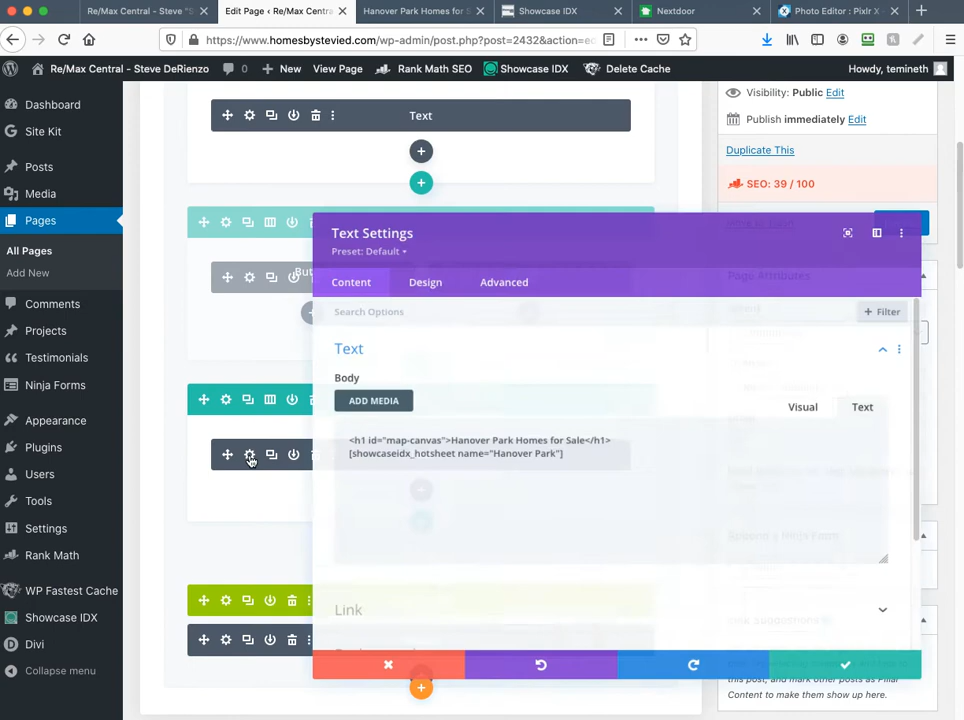 Re/Max Central - Steve "S
Edit Page ‹ Re/Max Centra
Hanover Park Homes for S
Showcase IDX
Nextdoor
Photo Editor : Pixlr X
https://www.homesbystevied.com/wp-admin/post.php?post=2432&action=e
Re/Max Central - Steve DeRienzo
0
New
View Page
Rank Math SEO
Showcase IDX
Delete Cache
Howdy, temineth
Dashboard
Site Kit
Posts
Media
Pages
All Pages
Add New
Comments
Projects
Testimonials
Ninja Forms
Appearance
Plugins
Users
Tools
Settings
Rank Math
WP Fastest Cache
Showcase IDX
Divi
Collapse menu
Text
Visibility: Public Edit
Publish immediately Edit
Duplicate This
SEO: 39 / 100
Page Attributes
But
Text Settings
Preset: Default
Content
Design
Advanced
Search Options
Filter
Text
Body
ADD MEDIA
Visual
Text
<h1 id="map-canvas">Hanover Park Homes for Sale</h1>
[showcaseidx_hotsheet name="Hanover Park"]
Link
Link Suggestions
this post, and mark other posts as Pillar
Content to make them show up here.